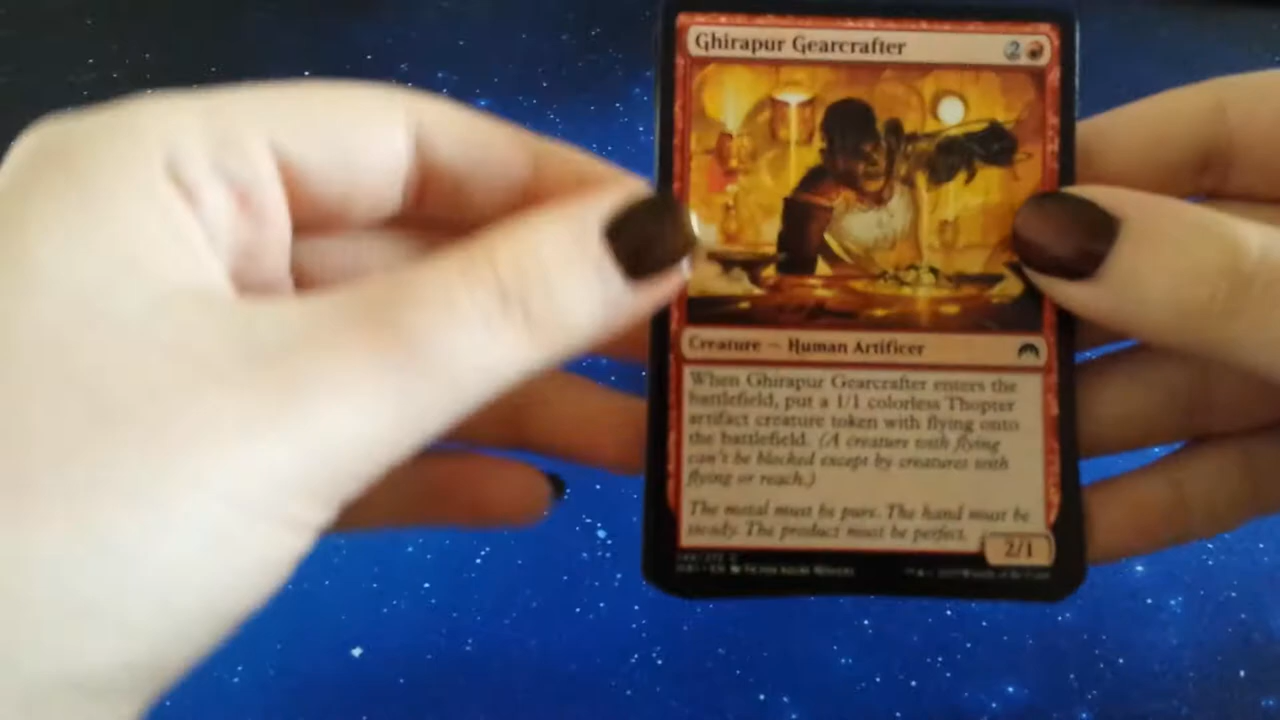 Ghirapur Gearcrafter 2
Creature — Human Artificer
When Ghirapur Gearcrafter enters the
battlefield, put a 1/1 colorless Thopter
artifact creature token with flying onto
the battlefield. (A creature with flying
can't be blocked except by creatures with
flying or reach.)
The metal must be pure. The hand must be
steady. The product must be perfect.
2/1